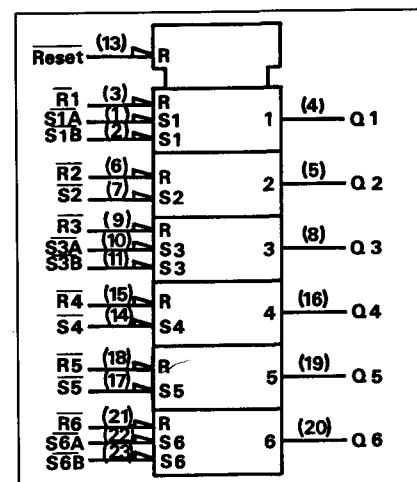 Reset (13) R
R1 (3) R
S1A (1) S1 1 (4) Q1
S1B (2) S1
R2 (6) R
S2 (7) S2 2 (5) Q2
R3 (9) R
S3A (10) S3 3 (8) Q3
S3B (11) S3
R4 (15) R
S4 (14) S4 4 (16) Q4
R5 (18) R
S5 (17) S5 5 (19) Q5
R6 (21) R
S6A (22) S6 6 (20) Q6
S6B (23) S6